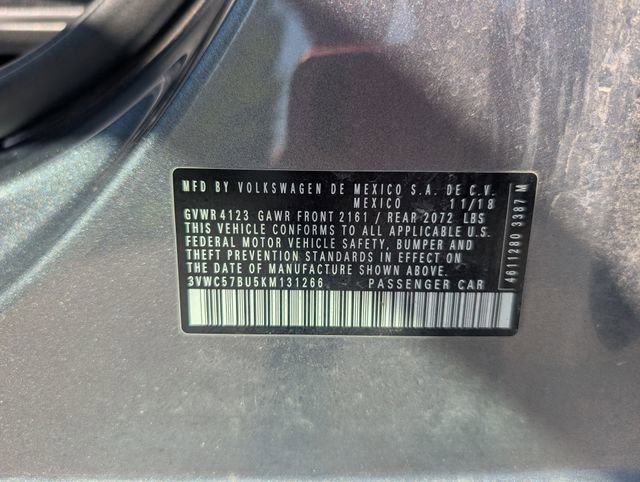 MFD BY VOLKSWAGEN DE MEXICO S.A. DE C.V.
MEXICO 11/18
GVWR 4123 GAWR FRONT 2161 / REAR 2072 LBS
THIS VEHICLE CONFORMS TO ALL APPLICABLE U.S.
FEDERAL MOTOR VEHICLE SAFETY, BUMPER AND
THEFT PREVENTION STANDARDS IN EFFECT ON
THE DATE OF MANUFACTURE SHOWN ABOVE.
3VWC57BU5KM131266 PASSENGER CAR
4611280 3387 M